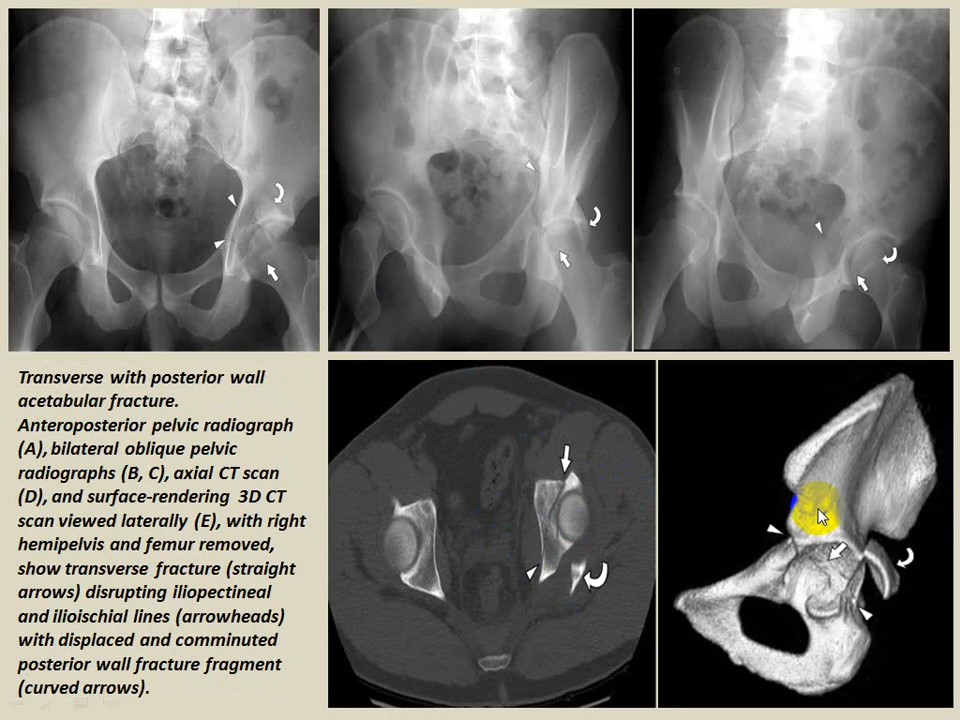 Transverse with posterior wall
acetabular fracture.
Anteroposterior pelvic radiograph
(A), bilateral oblique pelvic
radiographs (B, C), axial CT scan
(D), and surface-rendering 3D CT
scan viewed laterally (E), with right
hemipelvis and femur removed,
show transverse fracture (straight
arrows) disrupting iliopectineal
and ilioischial lines (arrowheads)
with displaced and comminuted
posterior wall fracture fragment
(curved arrows).